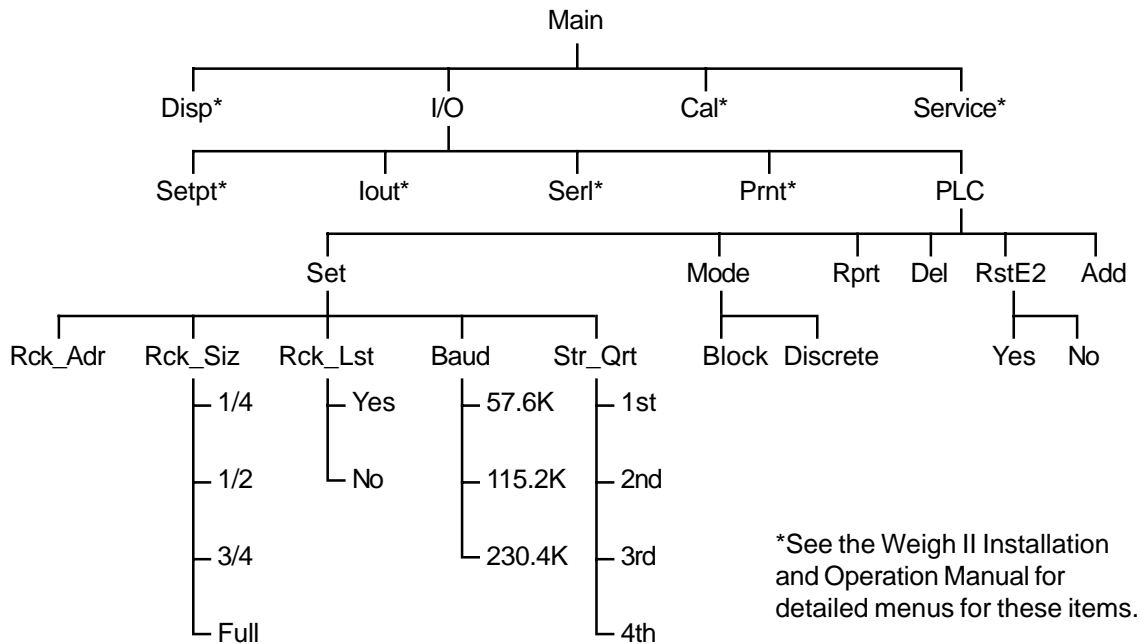 Main
Disp* I/O Cal* Service*
Setpt* Iout* Serl* Prnt* PLC
Set Mode Rprt Del RstE2 Add
Rck_Adr Rck_Siz Rck_Lst Baud Str_Qrt Block Discrete Yes No
1/4 Yes 57.6K 1st
1/2 No 115.2K 2nd
3/4 230.4K 3rd
Full 4th
*See the Weigh II Installation
and Operation Manual for
detailed menus for these items.